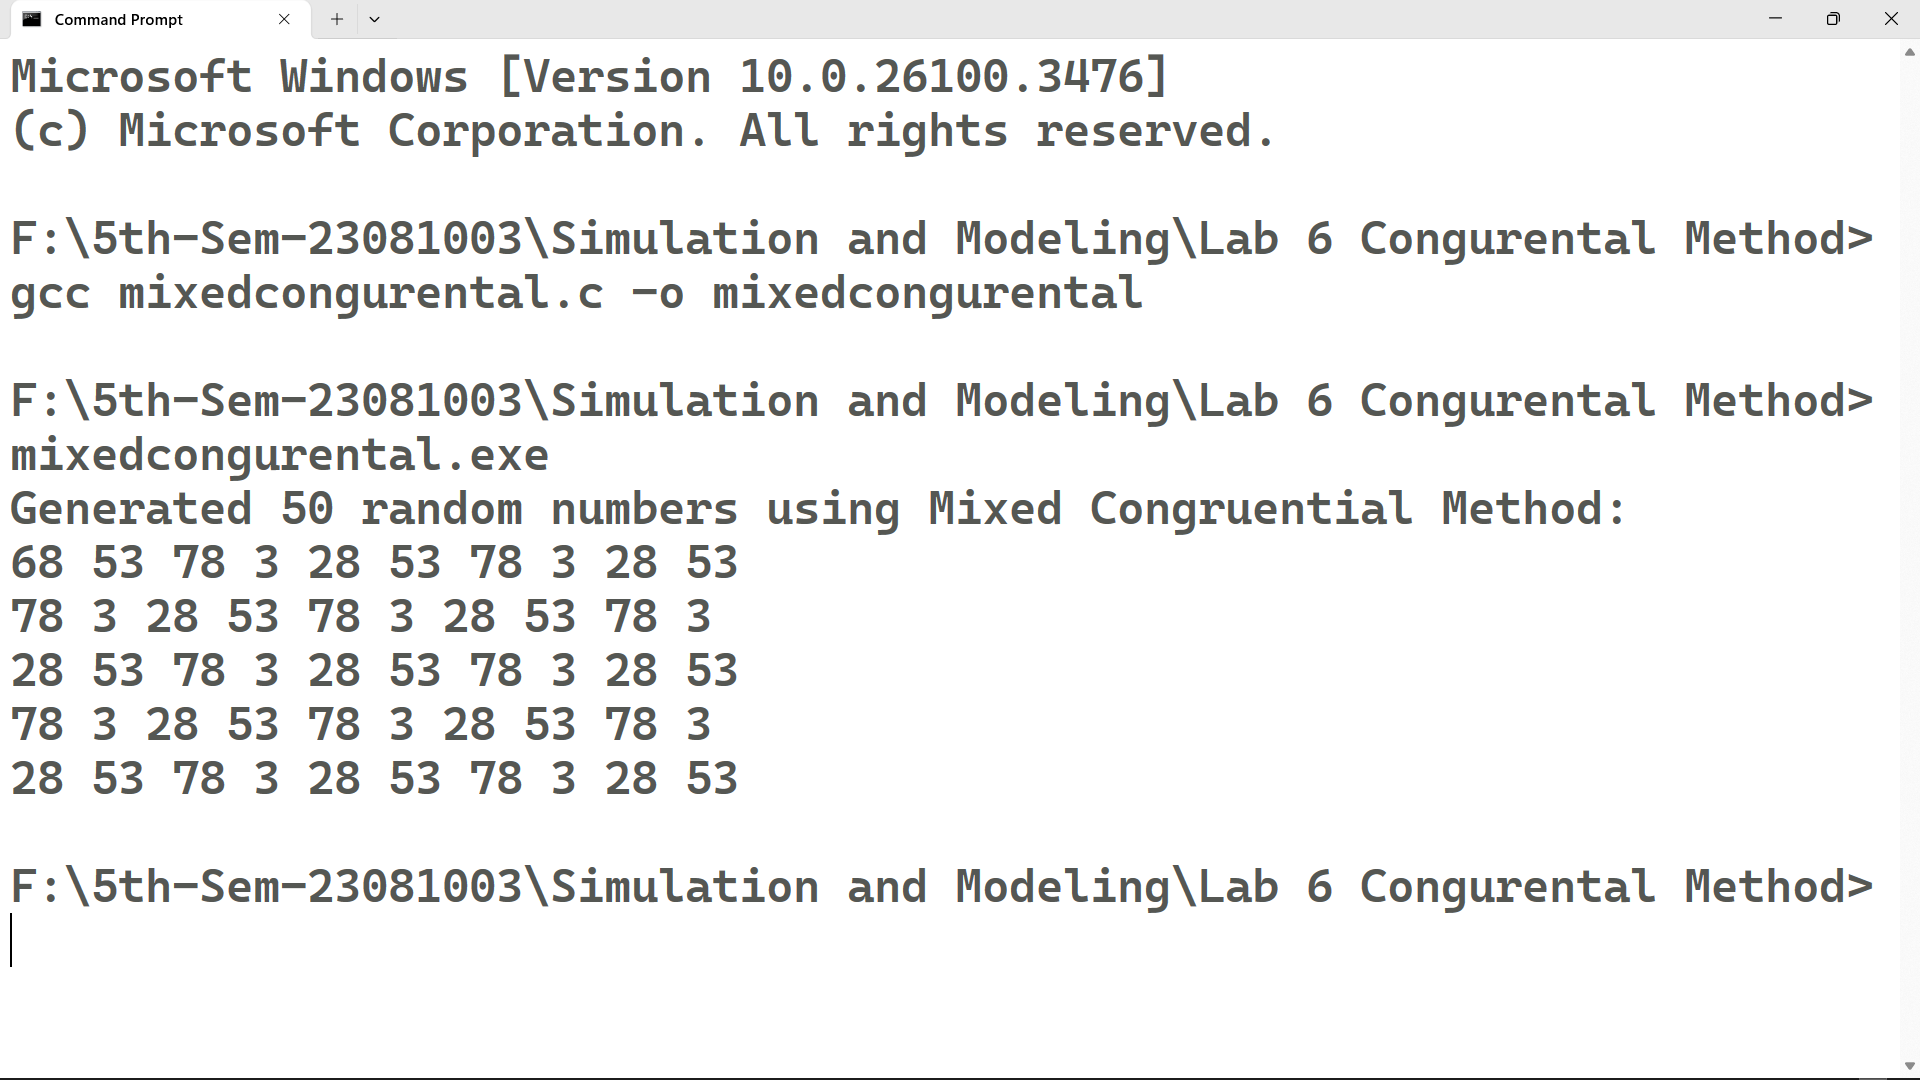 Command Prompt
Microsoft Windows [Version 10.0.26100.3476]
(c) Microsoft Corporation. All rights reserved.
F:\5th-Sem-23081003\Simulation and Modeling\Lab 6 Congurental Method>
gcc mixedcongurental.c -o mixedcongurental
F:\5th-Sem-23081003\Simulation and Modeling\Lab 6 Congurental Method>
mixedcongurental.exe
Generated 50 random numbers using Mixed Congruential Method:
68 53 78 3 28 53 78 3 28 53
78 3 28 53 78 3 28 53 78 3
28 53 78 3 28 53 78 3 28 53
78 3 28 53 78 3 28 53 78 3
28 53 78 3 28 53 78 3 28 53
F:\5th-Sem-23081003\Simulation and Modeling\Lab 6 Congurental Method>